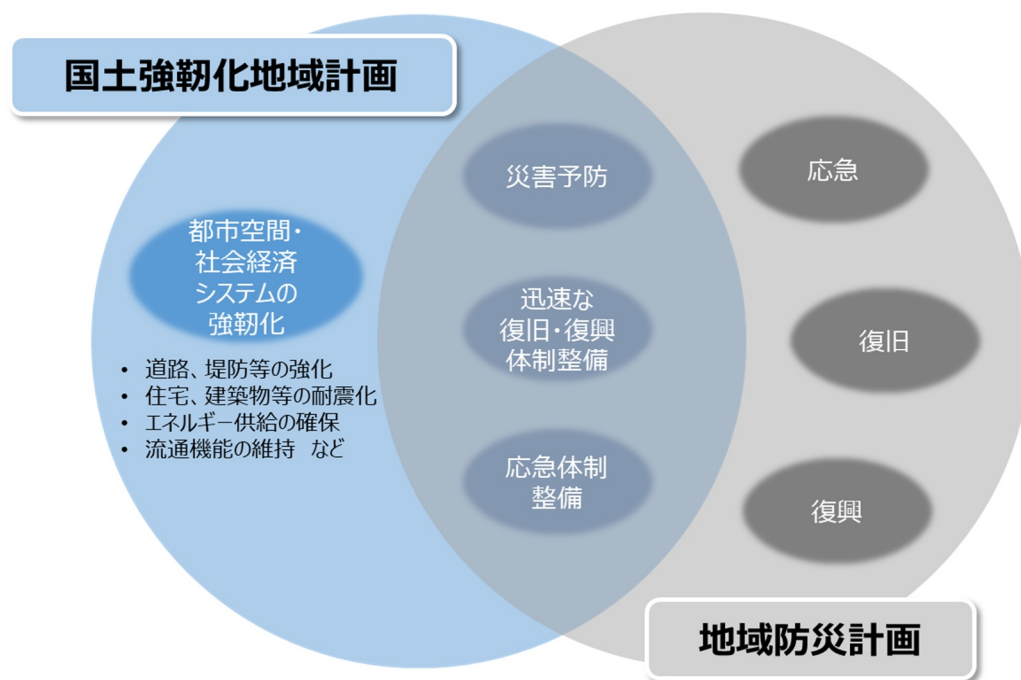 国土強靭化地域計画
都市空間・
社会経済
システムの
強靭化
• 道路、堤防等の強化
• 住宅、建築物等の耐震化
• エネルギー供給の確保
• 流通機能の維持　など
災害予防
迅速な
復旧・復興
体制整備
応急体制
整備
応急
復旧
復興
地域防災計画